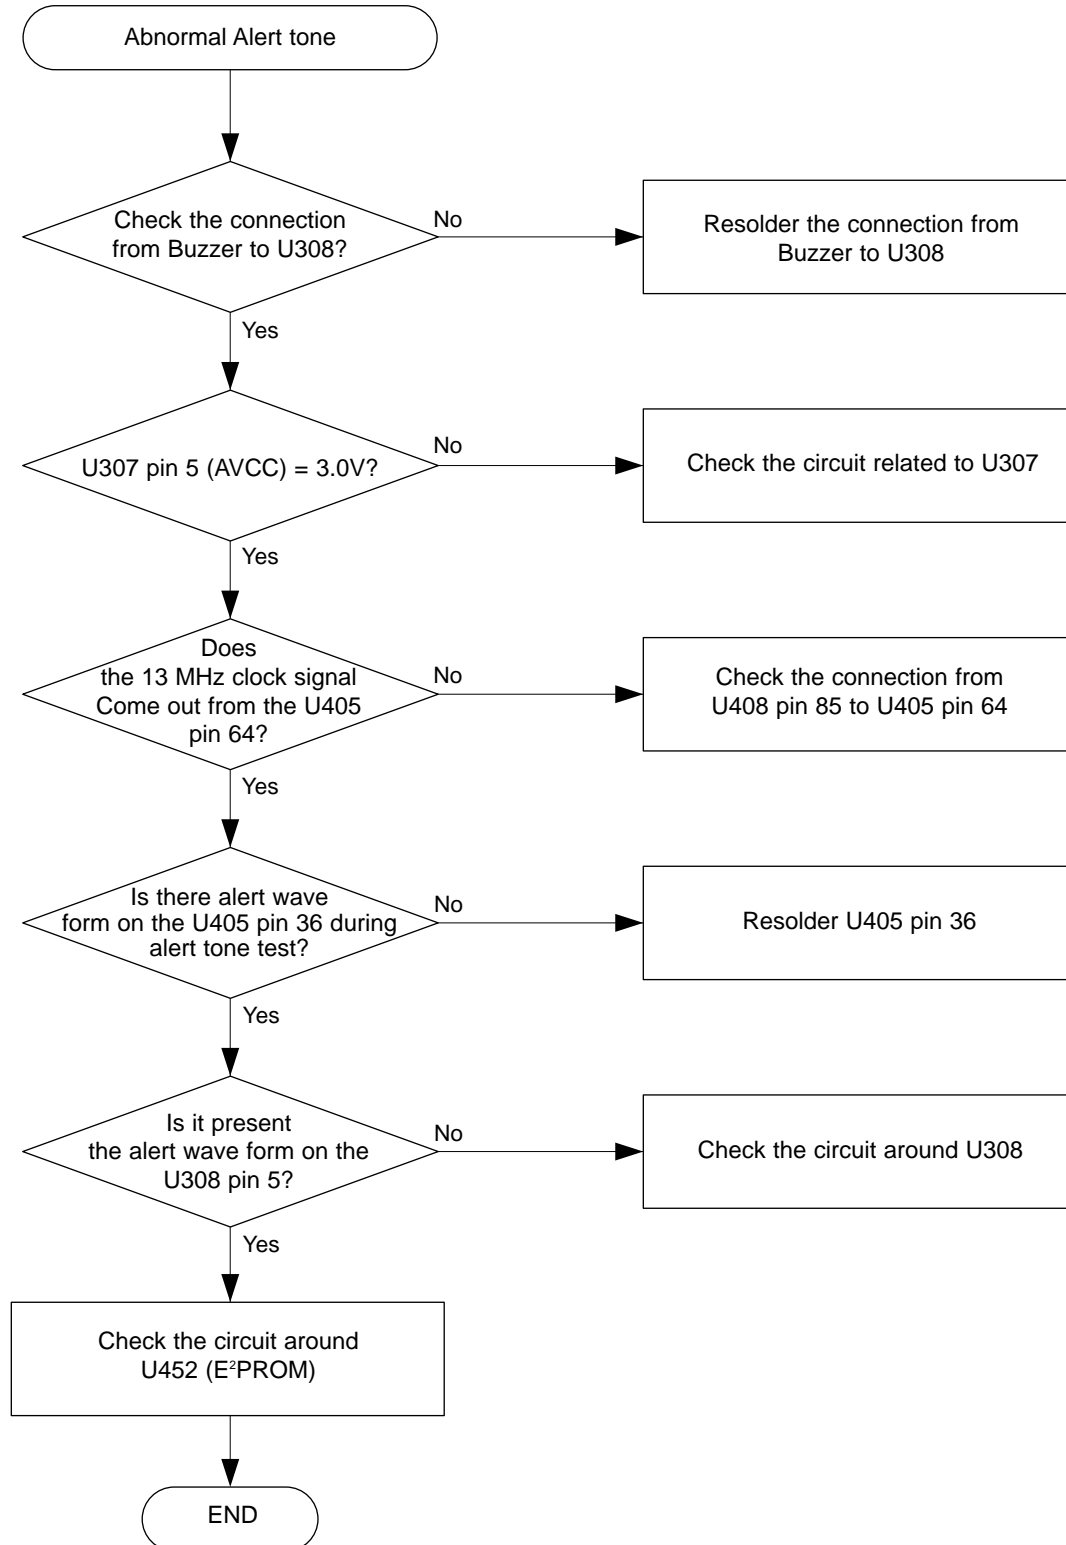 Abnormal Alert tone
Check the connection
from Buzzer to U308?
No
Resolder the connection from
Buzzer to U308
Yes
U307 pin 5 (AVCC) = 3.0V?
No
Check the circuit related to U307
Yes
Does
the 13 MHz clock signal
Come out from the U405
pin 64?
No
Check the connection from
U408 pin 85 to U405 pin 64
Yes
Is there alert wave
form on the U405 pin 36 during
alert tone test?
No
Resolder U405 pin 36
Yes
Is it present
the alert wave form on the
U308 pin 5?
No
Check the circuit around U308
Yes
Check the circuit around
U452 (E²PROM)
END